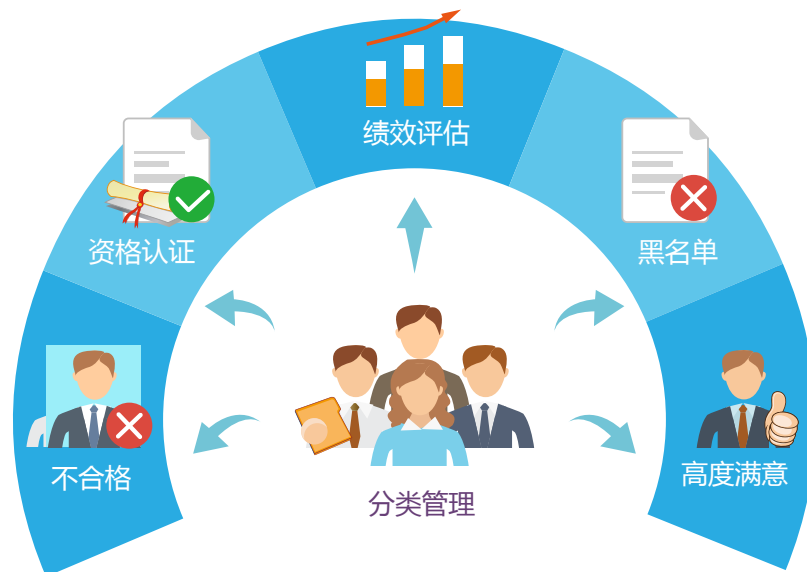 绩效评估
资格认证
黑名单
不合格
高度满意
分类管理